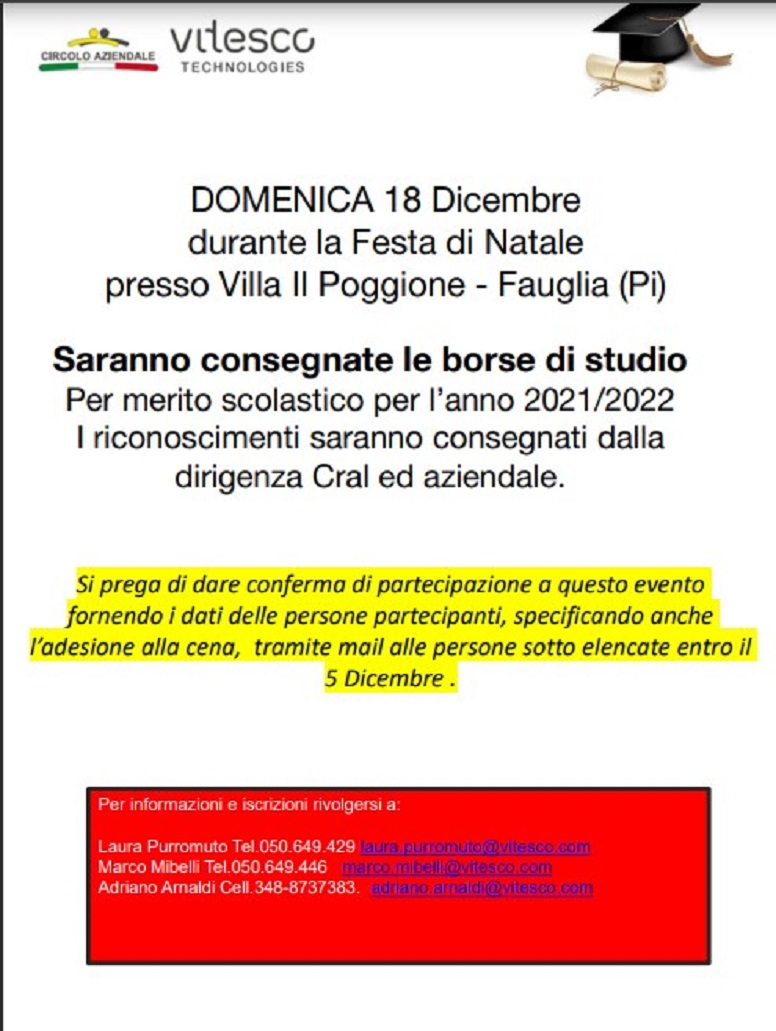 CIRCOLO AZIENDALE
vitesco
TECHNOLOGIES
DOMENICA 18 Dicembre
durante la Festa di Natale
presso Villa Il Poggione - Fauglia (Pi)
Saranno consegnate le borse di studio
Per merito scolastico per l'anno 2021/2022
I riconoscimenti saranno consegnati dalla
dirigenza Cral ed aziendale.
Si prega di dare conferma di partecipazione a questo evento
fornendo i dati delle persone partecipanti, specificando anche
l'adesione alla cena,  tramite mail alle persone sotto elencate entro il
5 Dicembre .
Per informazioni e iscrizioni rivolgersi a:
Laura Purromuto Tel.050.649.429 laura.purromuto@vitesco.com
Marco Mibelli Tel.050.649.446   marco.mibelli@vitesco.com
Adriano Arnaldi Cell.348-8737383.  adriano.arnaldi@vitesco.com